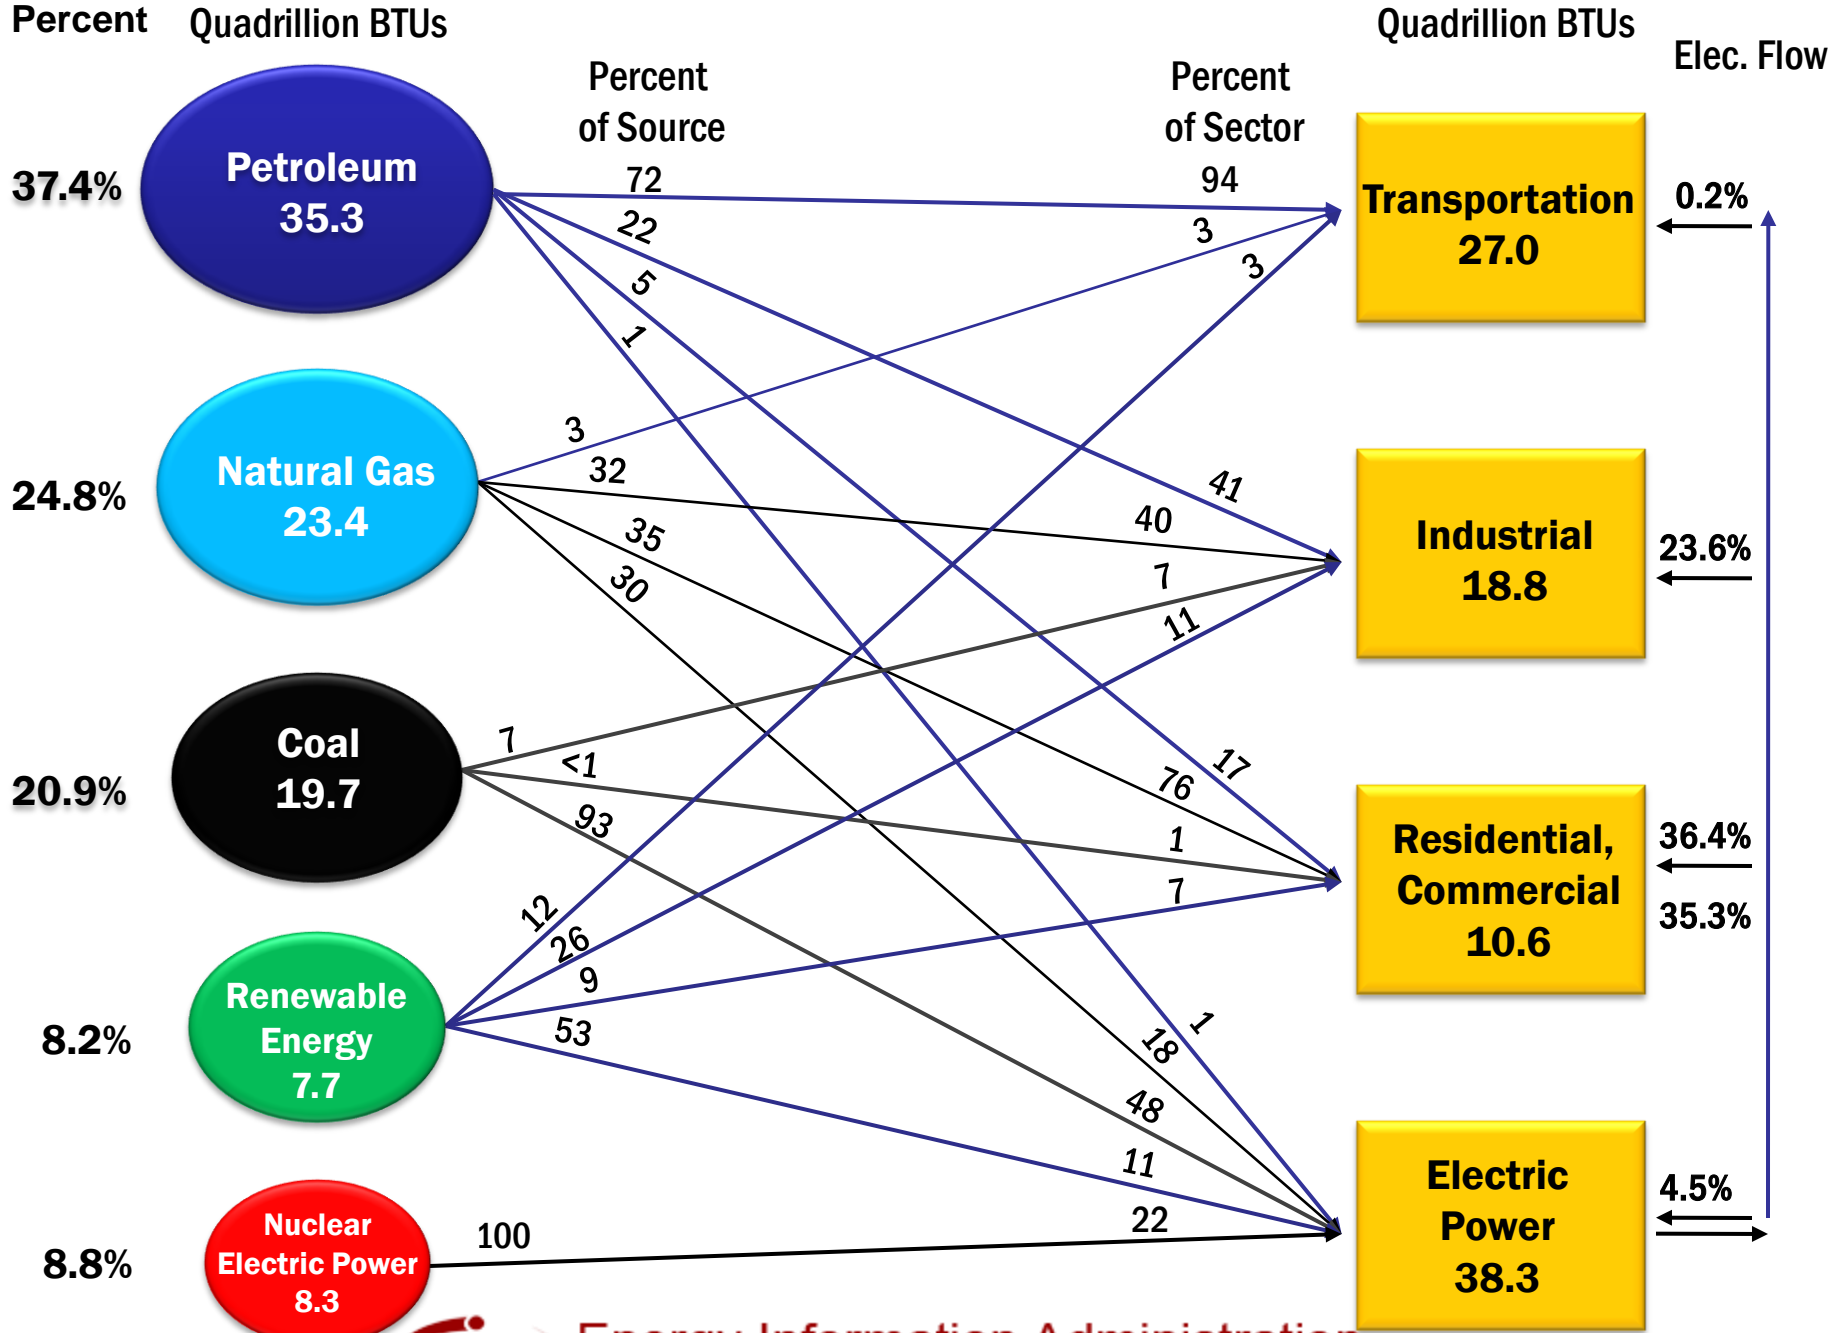 Percent
Quadrillion BTUs
Quadrillion BTUs
Elec. Flow
Percent
of Source
Percent
of Sector
37.4%
Petroleum
35.3
72
22
5
1
94
3
3
Transportation
27.0
0.2%
24.8%
Natural Gas
23.4
3
32
35
30
41
40
7
11
Industrial
18.8
23.6%
20.9%
Coal
19.7
7
<1
93
17
76
1
7
Residential,
Commercial
10.6
36.4%
35.3%
8.2%
Renewable
Energy
7.7
12
26
9
53
1
18
48
11
22
Electric
Power
38.3
4.5%
8.8%
Nuclear
Electric Power
8.3
100
Energy Information Administration